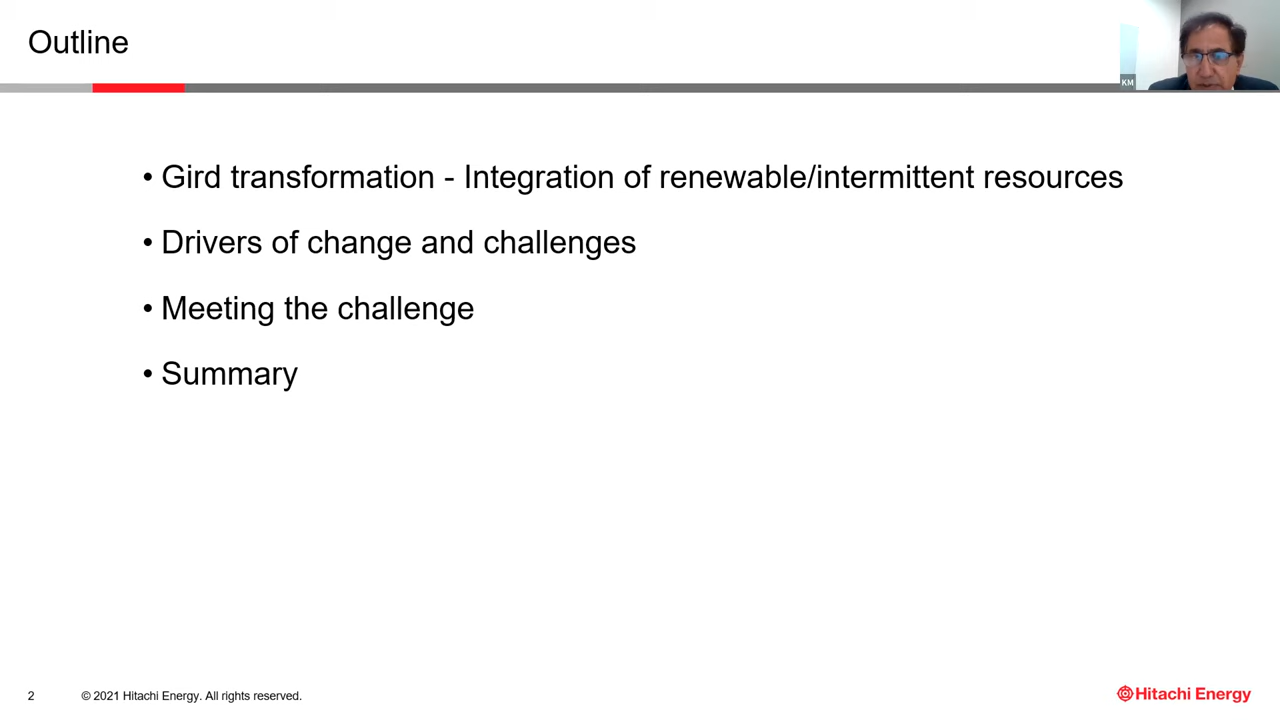 Outline
KM
• Gird transformation - Integration of renewable/intermittent resources
• Drivers of change and challenges
• Meeting the challenge
• Summary
2
© 2021 Hitachi Energy. All rights reserved.
Hitachi Energy